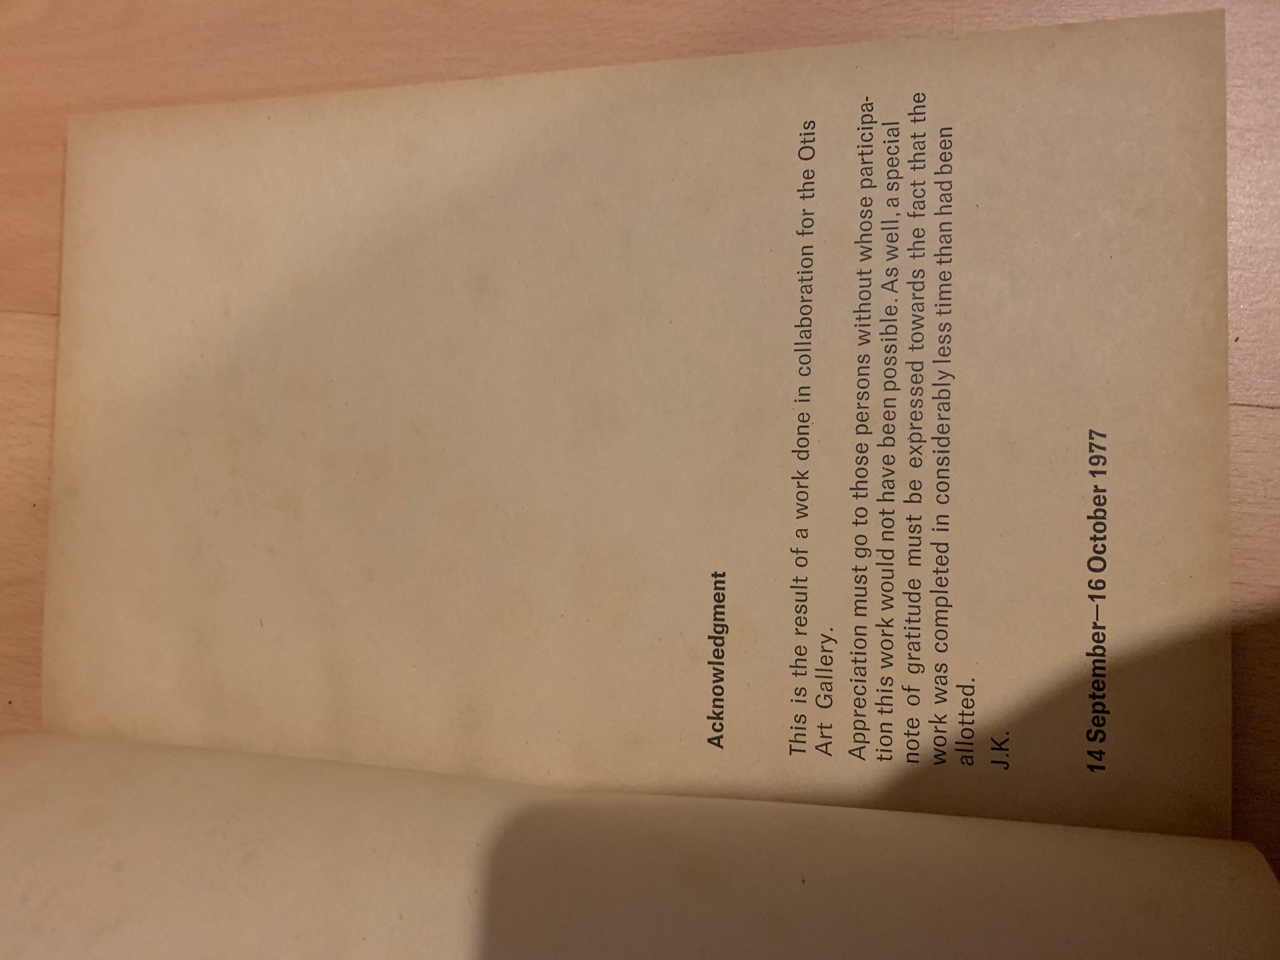 Acknowledgment
This is the result of a work done in collaboration for the Otis
Art Gallery.
Appreciation must go to those persons without whose participa-
tion this work would not have been possible. As well, a special
note of gratitude must be expressed towards the fact that the
work was completed in considerably less time than had been
allotted.
J.K.
14 September—16 October 1977